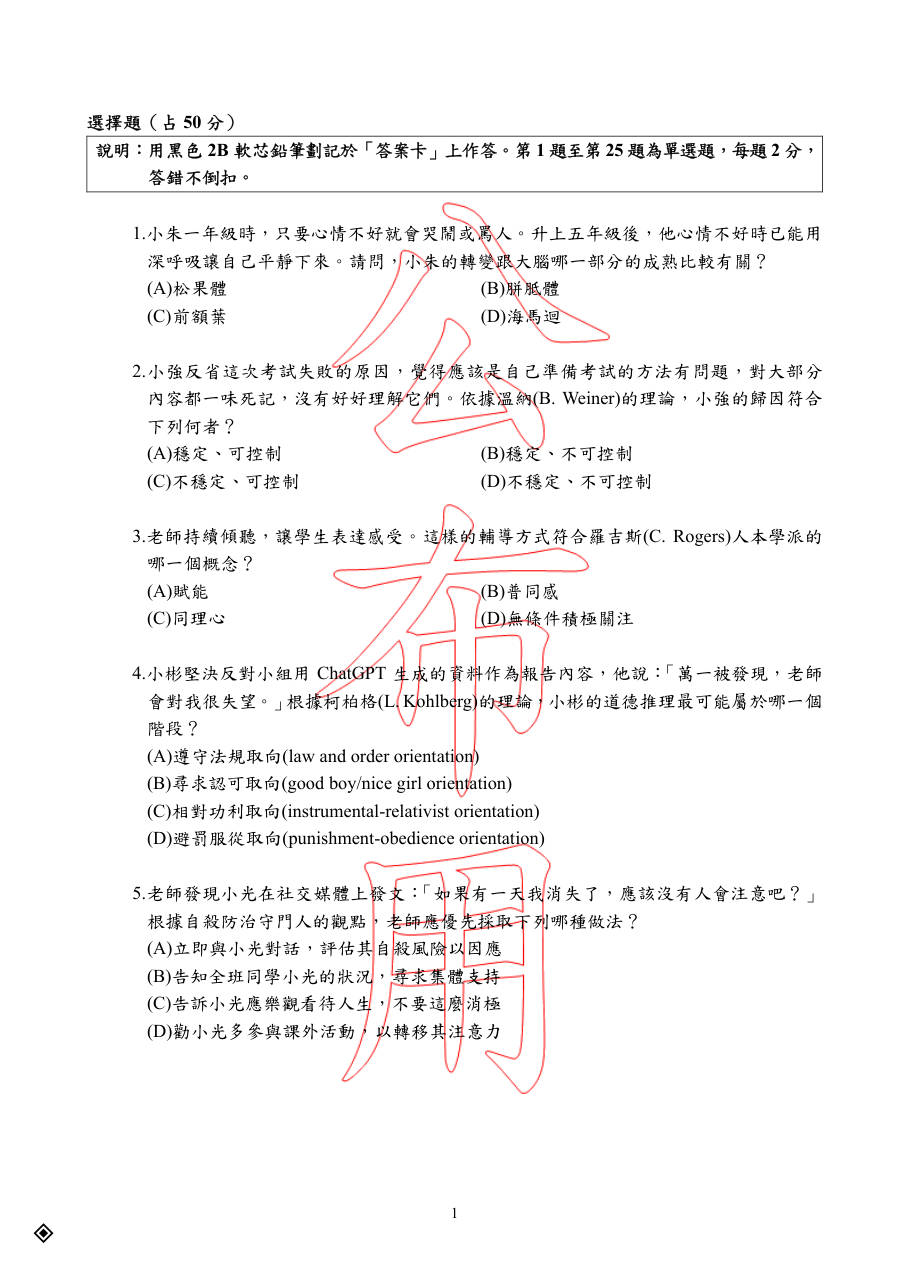 選擇題（占 50 分）
說明：用黑色 2B 軟芯鉛筆劃記於「答案卡」上作答。第 1 題至第 25 題為單選題，每題 2 分，
答錯不倒扣。
1.小朱一年級時，只要心情不好就會哭鬧或罵人。升上五年級後，他心情不好時已能用
深呼吸讓自己平靜下來。請問，小朱的轉變跟大腦哪一部分的成熟比較有關？
(A)松果體 (B)胼胝體
(C)前額葉 (D)海馬迴
2.小強反省這次考試失敗的原因，覺得應該是自己準備考試的方法有問題，對大部分
內容都一味死記，沒有好好理解它們。依據溫納(B. Weiner)的理論，小強的歸因符合
下列何者？
(A)穩定、可控制 (B)穩定、不可控制
(C)不穩定、可控制 (D)不穩定、不可控制
3.老師持續傾聽，讓學生表達感受。這樣的輔導方式符合羅吉斯(C. Rogers)人本學派的
哪一個概念？
(A)賦能 (B)普同感
(C)同理心 (D)無條件積極關注
4.小彬堅決反對小組用 ChatGPT 生成的資料作為報告內容，他說：「萬一被發現，老師
會對我很失望。」根據柯柏格(L. Kohlberg)的理論，小彬的道德推理最可能屬於哪一個
階段？
(A)遵守法規取向(law and order orientation)
(B)尋求認可取向(good boy/nice girl orientation)
(C)相對功利取向(instrumental-relativist orientation)
(D)避罰服從取向(punishment-obedience orientation)
5.老師發現小光在社交媒體上發文：「如果有一天我消失了，應該沒有人會注意吧？」
根據自殺防治守門人的觀點，老師應優先採取下列哪種做法？
(A)立即與小光對話，評估其自殺風險以因應
(B)告知全班同學小光的狀況，尋求集體支持
(C)告訴小光應樂觀看待人生，不要這麼消極
(D)勸小光多參與課外活動，以轉移其注意力
公布用
1